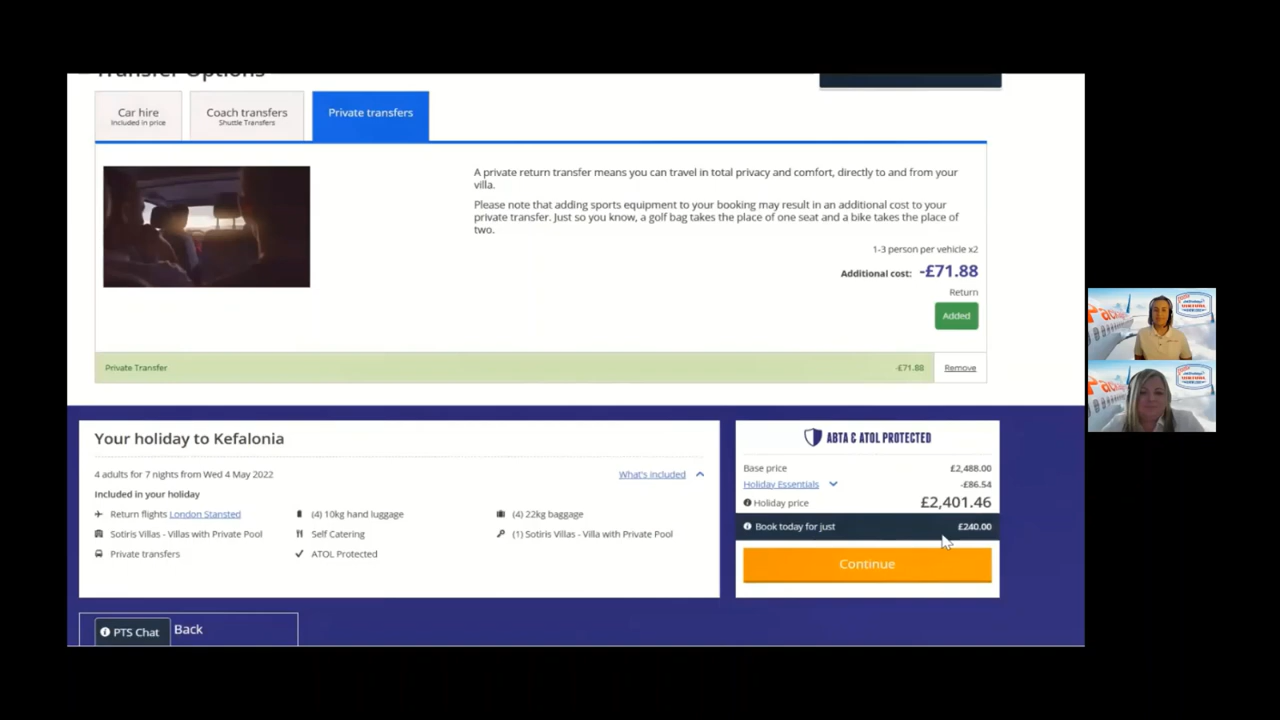 Transfer Options
Car hire
Included in price
Coach transfers
Shuttle Transfers
Private transfers
A private return transfer means you can travel in total privacy and comfort, directly to and from your
villa.
Please note that adding sports equipment to your booking may result in an additional cost to your
private transfer. Just so you know, a golf bag takes the place of one seat and a bike takes the place of
two.
1-3 person per vehicle x2
Additional cost: -£71.88
Return
Added
Private Transfer -£71.88 Remove
Your holiday to Kefalonia
4 adults for 7 nights from Wed 4 May 2022 What's included
Included in your holiday
Return flights London Stansted (4) 10kg hand luggage (4) 22kg baggage
Sotiris Villas - Villas with Private Pool Self Catering (1) Sotiris Villas - Villa with Private Pool
Private transfers ATOL Protected
ABTA & ATOL PROTECTED
Base price £2,488.00
Holiday Essentials -£86.54
Holiday price £2,401.46
Book today for just £240.00
Continue
PTS Chat Back